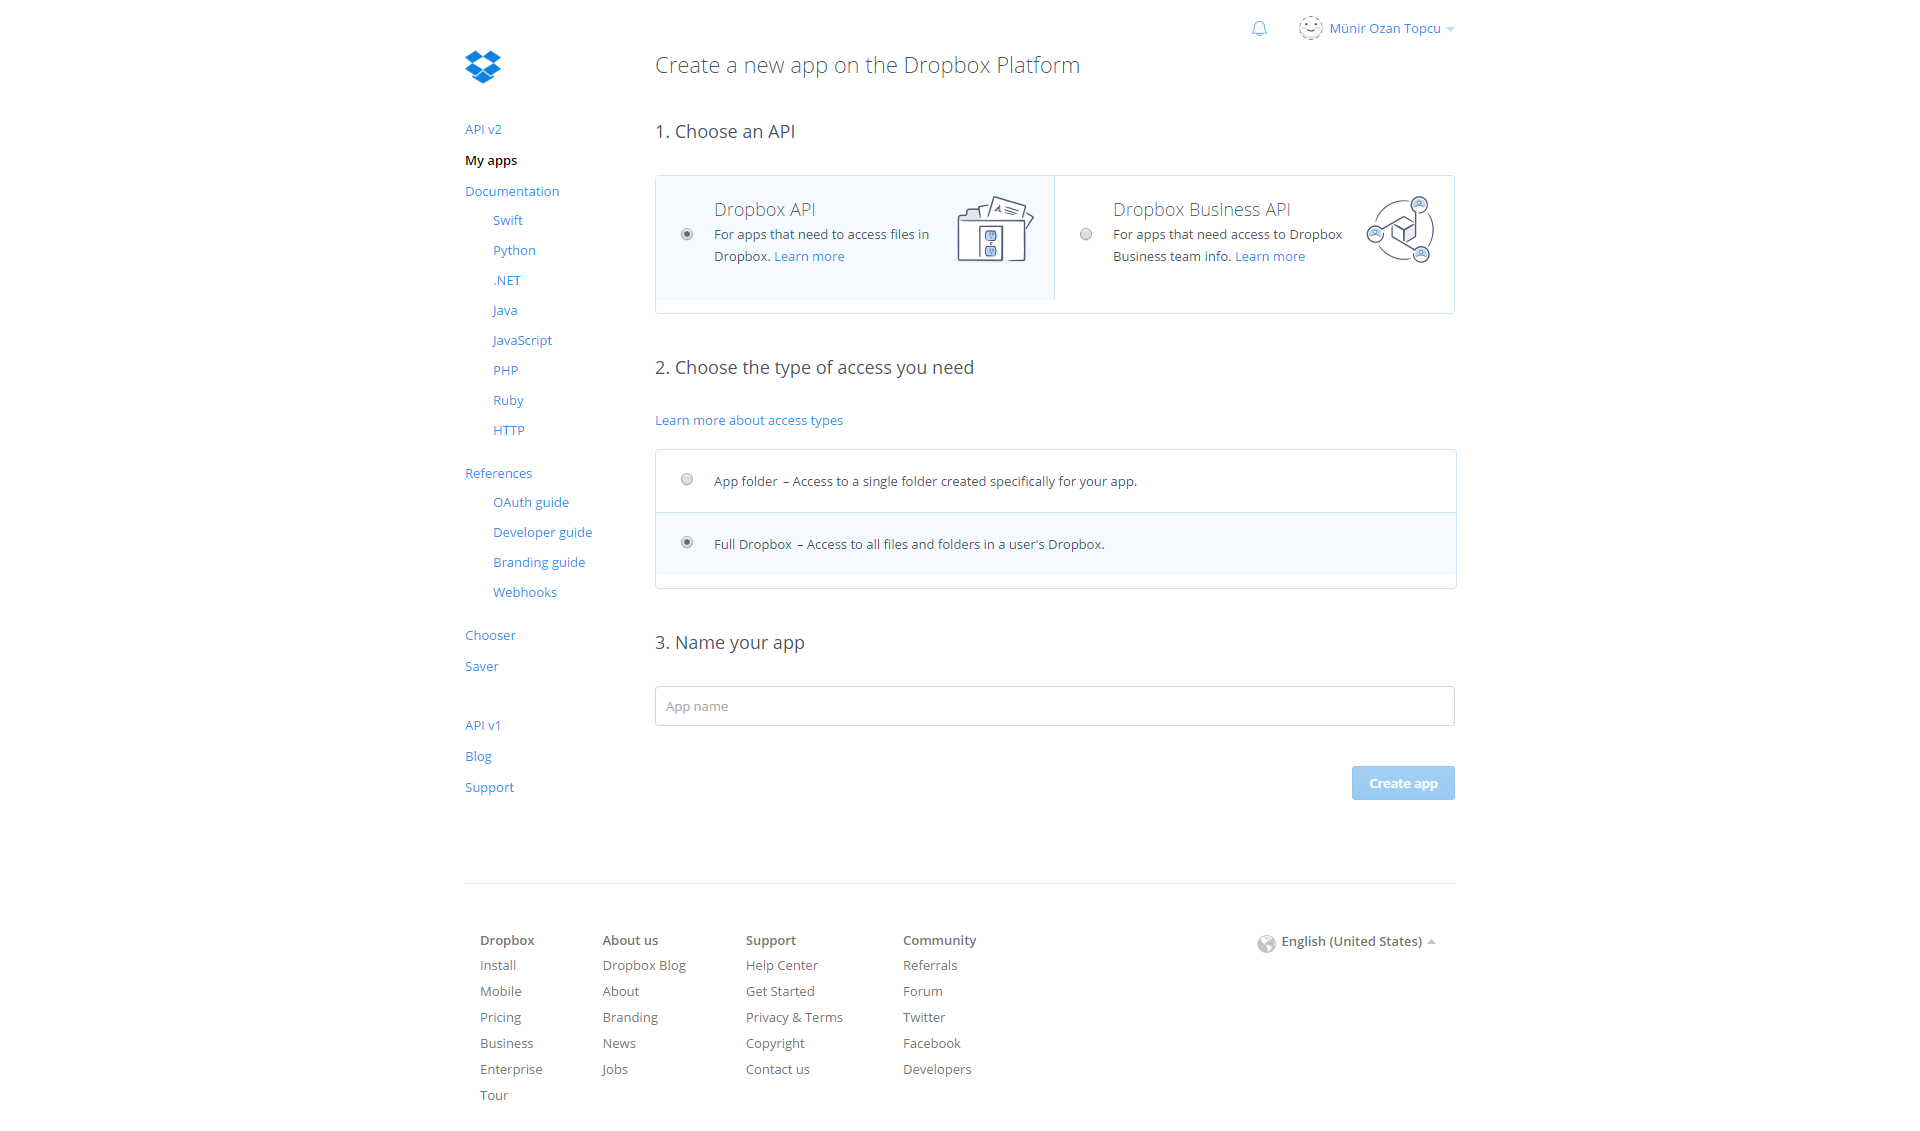 Münir Ozan Topcu
Create a new app on the Dropbox Platform
API v2
My apps
Documentation
Swift
Python
.NET
Java
JavaScript
PHP
Ruby
HTTP
References
OAuth guide
Developer guide
Branding guide
Webhooks
Chooser
Saver
API v1
Blog
Support
1. Choose an API
Dropbox API
For apps that need to access files in
Dropbox. Learn more
Dropbox Business API
For apps that need access to Dropbox
Business team info. Learn more
2. Choose the type of access you need
Learn more about access types
App folder – Access to a single folder created specifically for your app.
Full Dropbox – Access to all files and folders in a user's Dropbox.
3. Name your app
App name
Create app
Dropbox
Install
Mobile
Pricing
Business
Enterprise
Tour
About us
Dropbox Blog
About
Branding
News
Jobs
Support
Help Center
Get Started
Privacy & Terms
Copyright
Contact us
Community
Referrals
Forum
Twitter
Facebook
Developers
English (United States)